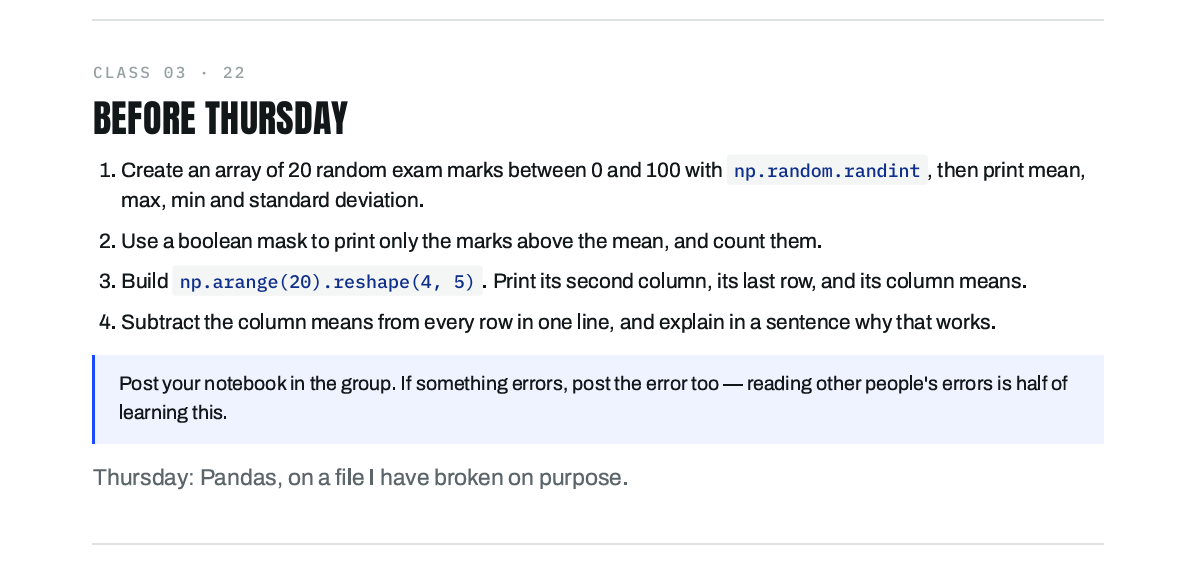 CLASS 03 · 22
BEFORE THURSDAY
1. Create an array of 20 random exam marks between 0 and 100 with np.random.randint, then print mean,
max, min and standard deviation.
2. Use a boolean mask to print only the marks above the mean, and count them.
3. Build np.arange(20).reshape(4, 5). Print its second column, its last row, and its column means.
4. Subtract the column means from every row in one line, and explain in a sentence why that works.
Post your notebook in the group. If something errors, post the error too — reading other people's errors is half of
learning this.
Thursday: Pandas, on a file I have broken on purpose.